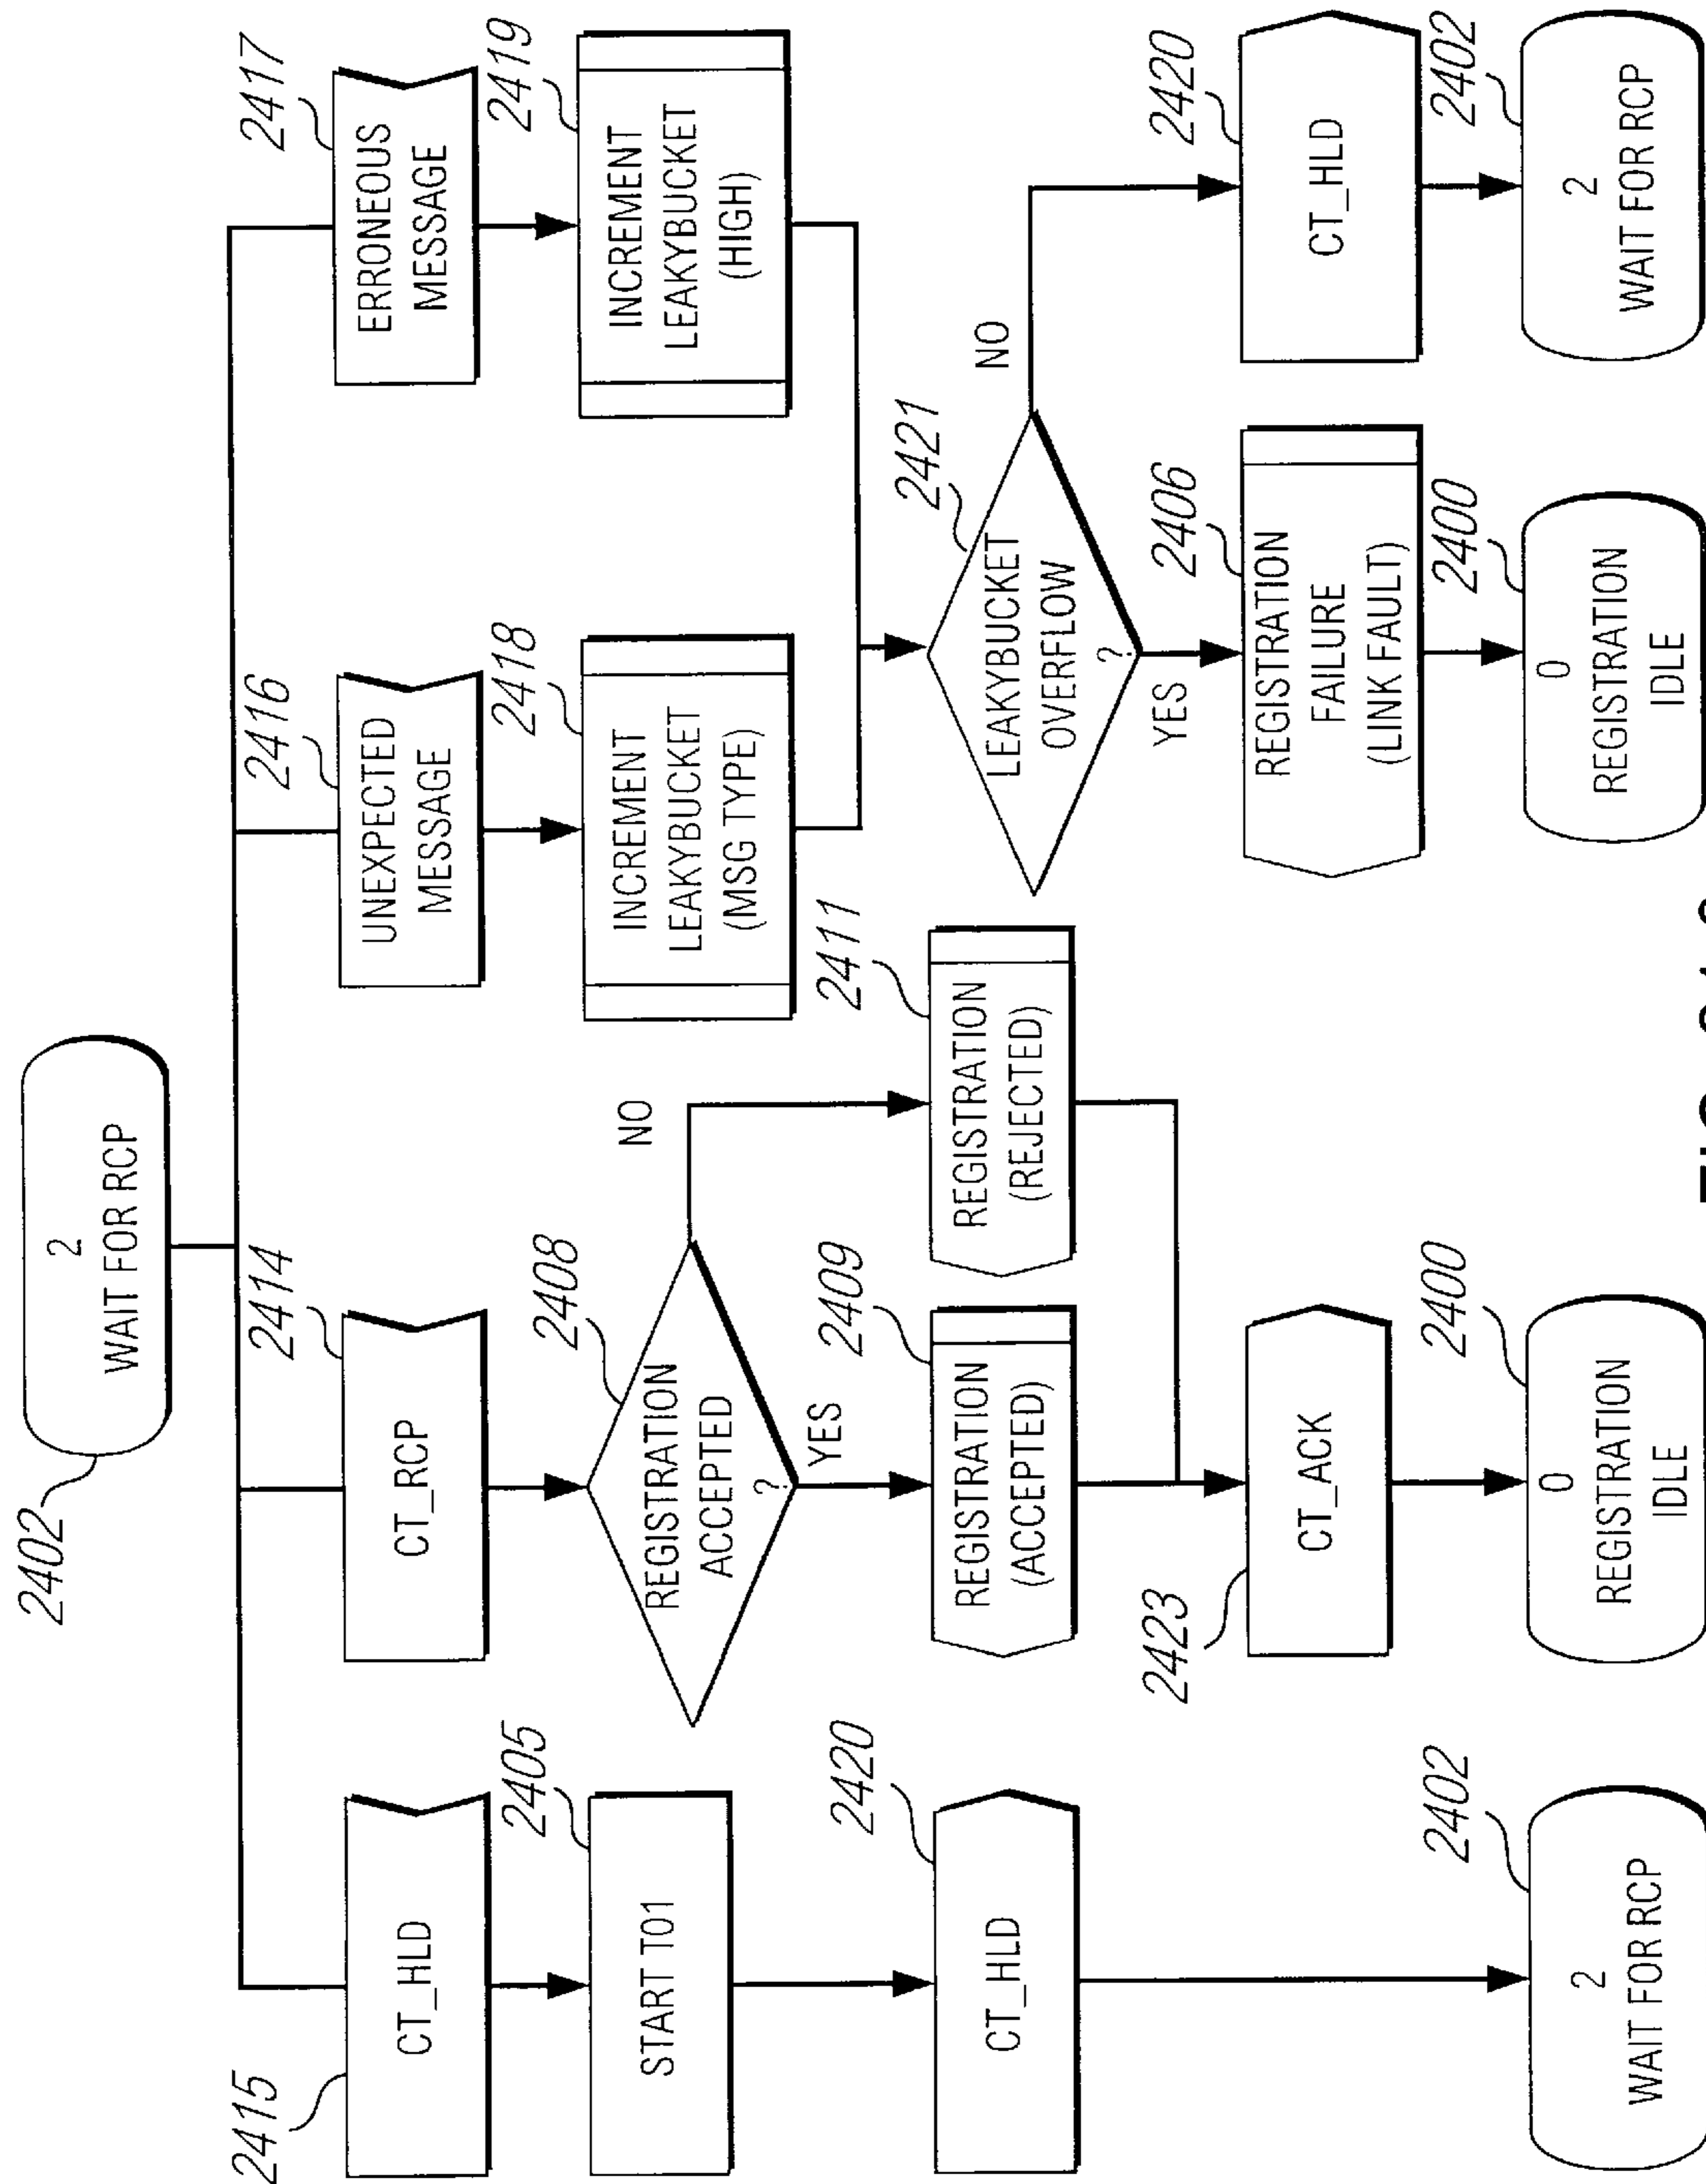 2402
2
WAIT FOR RCP
2415
CT_HLD
2414
CT_RCP
2416
UNEXPECTED
MESSAGE
2417
ERRONEOUS
MESSAGE
2405
START T01
2408
REGISTRATION
ACCEPTED
?
NO
YES
2418
INCREMENT
LEAKYBUCKET
(MSG TYPE)
2419
INCREMENT
LEAKYBUCKET
(HIGH)
2420
CT_HLD
2409
REGISTRATION
(ACCEPTED)
2411
REGISTRATION
(REJECTED)
2421
LEAKYBUCKET
OVERFLOW
?
NO
YES
2423
CT_ACK
2406
REGISTRATION
FAILURE
(LINK FAULT)
2420
CT_HLD
2402
2
WAIT FOR RCP
2400
0
REGISTRATION
IDLE
2400
0
REGISTRATION
IDLE
2402
2
WAIT FOR RCP